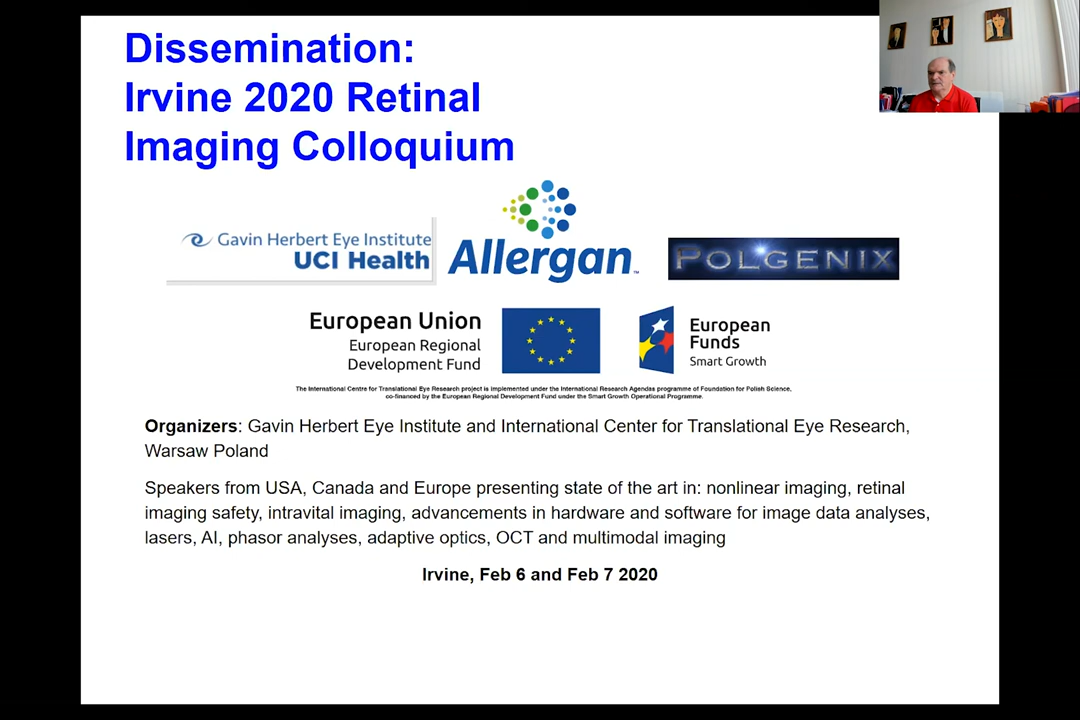 Dissemination:
Irvine 2020 Retinal
Imaging Colloquium
Gavin Herbert Eye Institute
UCI Health
Allergan™
POLGENIX
European Union
European Regional
Development Fund
European
Funds
Smart Growth
The International Centre for Translational Eye Research project is implemented under the International Research Agendas programme of Foundation for Polish Science,
co-financed by the European Regional Development Fund under the Smart Growth Operational Programme.
Organizers: Gavin Herbert Eye Institute and International Center for Translational Eye Research,
Warsaw Poland
Speakers from USA, Canada and Europe presenting state of the art in: nonlinear imaging, retinal
imaging safety, intravital imaging, advancements in hardware and software for image data analyses,
lasers, AI, phasor analyses, adaptive optics, OCT and multimodal imaging
Irvine, Feb 6 and Feb 7 2020